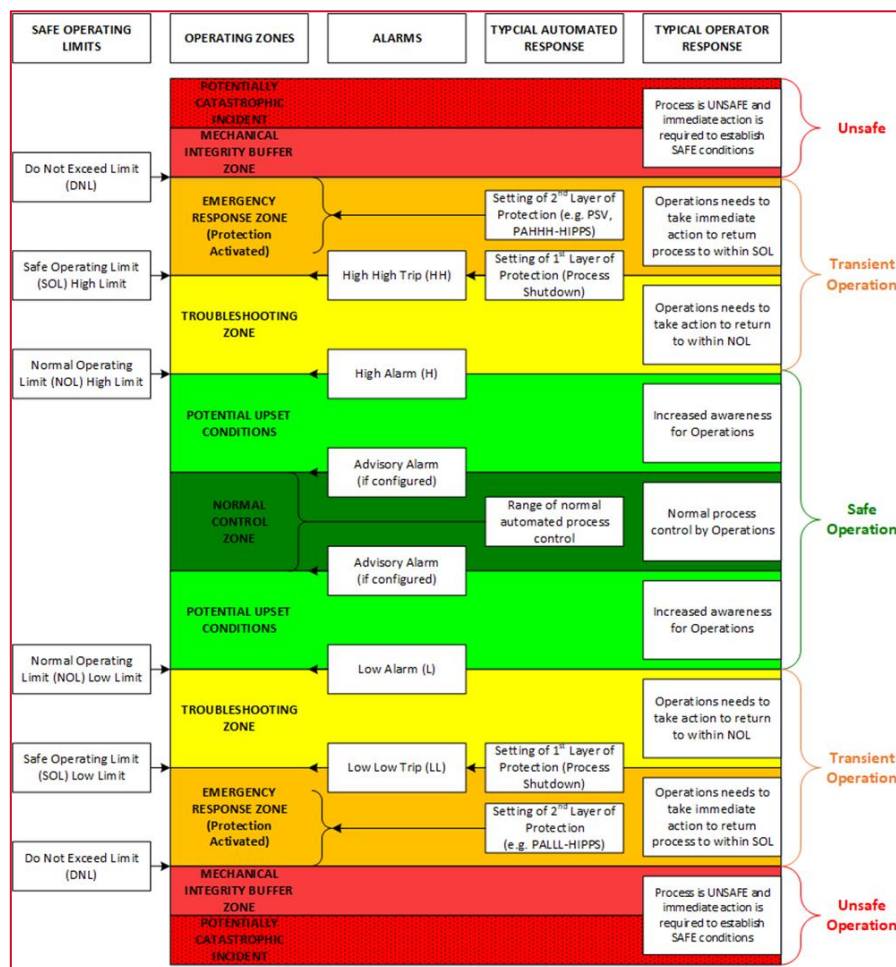 SAFE OPERATING
LIMITS
OPERATING ZONES
ALARMS
TYPCIAL AUTOMATED
RESPONSE
TYPICAL OPERATOR
RESPONSE
POTENTIALLY
CATASTROPHIC
INCIDENT
MECHANICAL
INTEGRITY BUFFER
ZONE
Process is UNSAFE and
immediate action is
required to establish
SAFE conditions
Unsafe
Do Not Exceed Limit
(DNL)
EMERGENCY
RESPONSE ZONE
(Protection
Activated)
Setting of 2nd Layer of
Protection (e.g. PSV,
PAHHH-HIPPS)
Operations needs to
take immediate
action to return
process to within SOL
Safe Operating Limit
(SOL) High Limit
High High Trip (HH)
Setting of 1st Layer of
Protection (Process
Shutdown)
Transient
Operation
TROUBLESHOOTING
ZONE
Operations needs to
take action to return
to within NOL
Normal Operating
Limit (NOL) High Limit
High Alarm (H)
POTENTIAL UPSET
CONDITIONS
Increased awareness
for Operations
Advisory Alarm
(if configured)
NORMAL
CONTROL
ZONE
Range of normal
automated process
control
Normal process
control by Operations
Safe
Operation
Advisory Alarm
(if configured)
POTENTIAL UPSET
CONDITIONS
Increased awareness
for Operations
Normal Operating
Limit (NOL) Low Limit
Low Alarm (L)
TROUBLESHOOTING
ZONE
Operations needs to
take action to return
to within NOL
Safe Operating Limit
(SOL) Low Limit
Low Low Trip (LL)
Setting of 1st Layer of
Protection (Process
Shutdown)
Transient
Operation
EMERGENCY
RESPONSE ZONE
(Protection
Activated)
Setting of 2nd Layer of
Protection
(e.g. PALLL-HIPPS)
Operations needs to
take immediate
action to return
process to within SOL
Do Not Exceed Limit
(DNL)
MECHANICAL
INTEGRITY BUFFER
ZONE
POTENTIALLY
CATASTROPHIC
INCIDENT
Process is UNSAFE and
immediate action is
required to establish
SAFE conditions
Unsafe
Operation